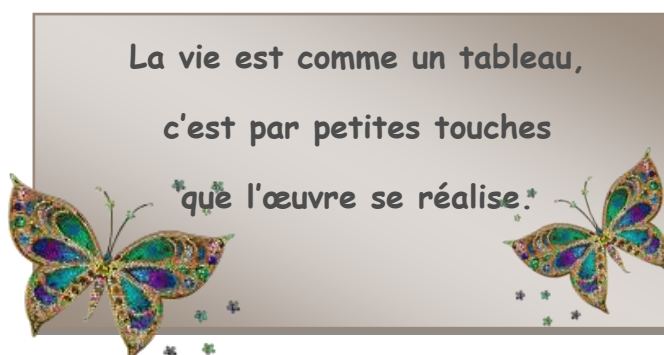 La vie est comme un tableau,
c’est par petites touches
que l’œuvre se réalise.